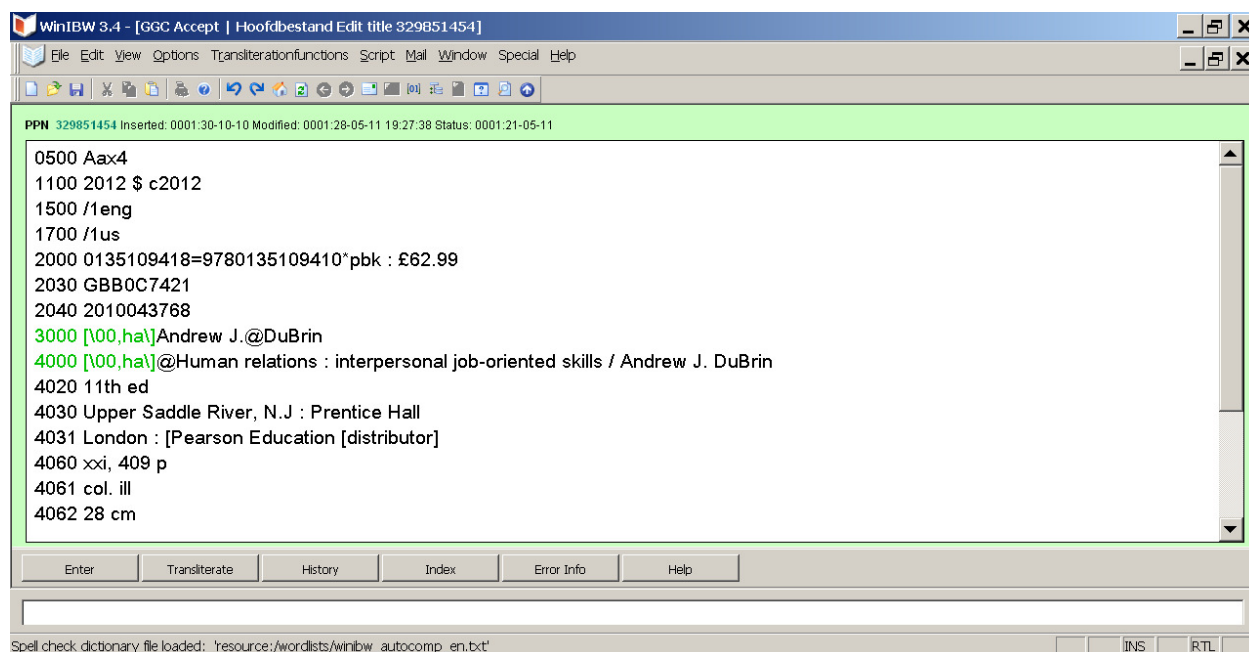 WinIBW 3.4 - [GGC Accept | Hoofdbestand Edit title 329851454]
File Edit View Options Transliterationfunctions Script Mail Window Special Help
PPN 329851454 Inserted: 0001:30-10-10 Modified: 0001:28-05-11 19:27:38 Status: 0001:21-05-11
0500 Aax4
1100 2012 $ c2012
1500 /1eng
1700 /1us
2000 0135109418=9780135109410*pbk : £62.99
2030 GBB0C7421
2040 2010043768
3000 [\00,ha\]Andrew J.@DuBrin
4000 [\00,ha\]@Human relations : interpersonal job-oriented skills / Andrew J. DuBrin
4020 11th ed
4030 Upper Saddle River, N.J : Prentice Hall
4031 London : [Pearson Education [distributor]
4060 xxi, 409 p
4061 col. ill
4062 28 cm
Enter Transliterate History Index Error Info Help
Spell check dictionary file loaded: 'resource:/wordlists/winibw_autocomp_en.txt' INS RTL